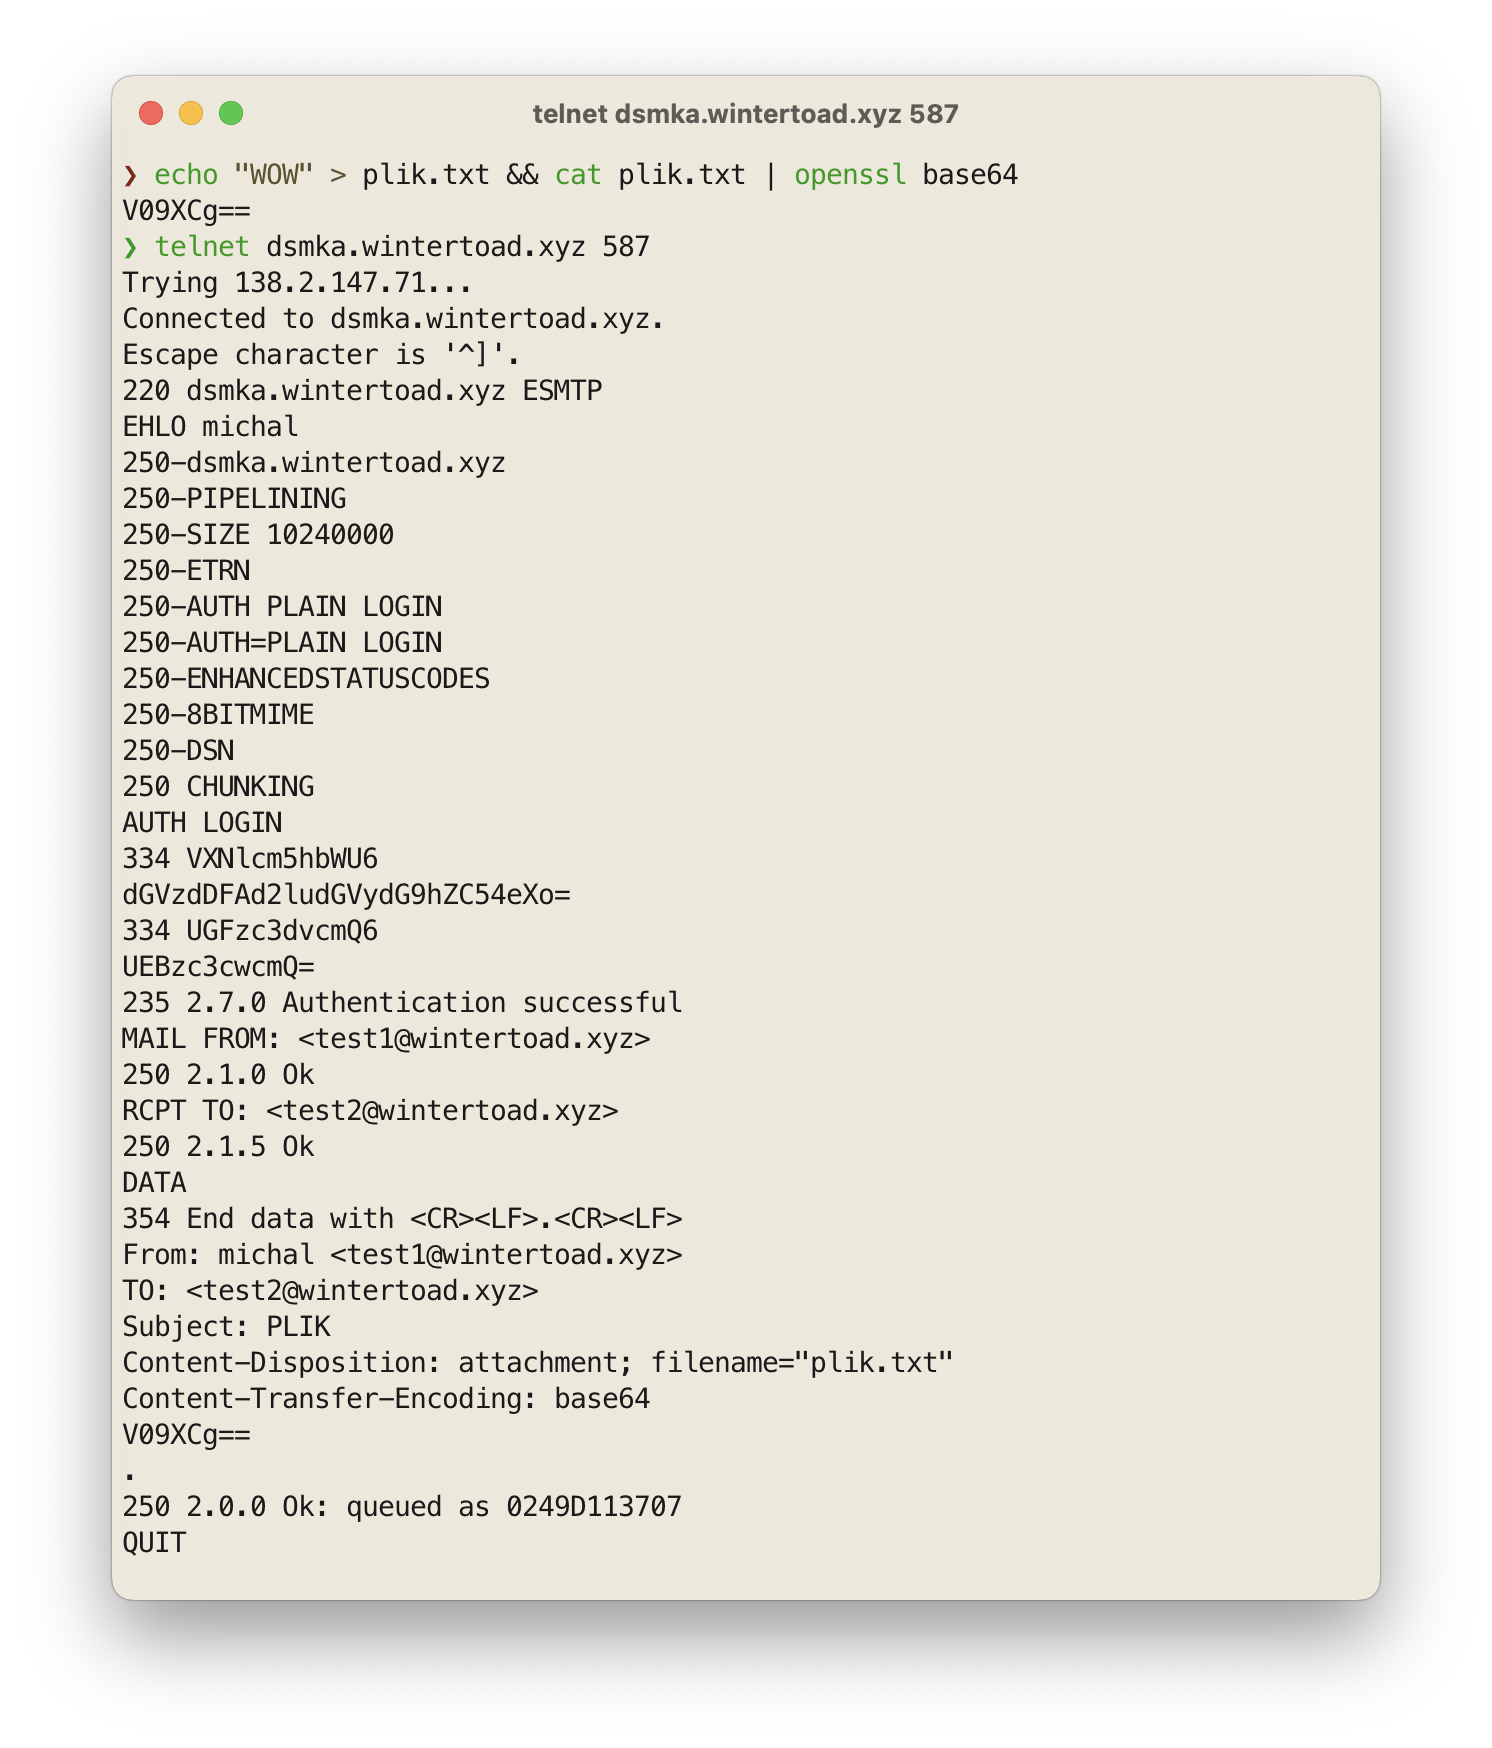 telnet dsmka.wintertoad.xyz 587
❯ echo "WOW" > plik.txt && cat plik.txt | openssl base64
V09XCg==
❯ telnet dsmka.wintertoad.xyz 587
Trying 138.2.147.71...
Connected to dsmka.wintertoad.xyz.
Escape character is '^]'.
220 dsmka.wintertoad.xyz ESMTP
EHLO michal
250-dsmka.wintertoad.xyz
250-PIPELINING
250-SIZE 10240000
250-ETRN
250-AUTH PLAIN LOGIN
250-AUTH=PLAIN LOGIN
250-ENHANCEDSTATUSCODES
250-8BITMIME
250-DSN
250 CHUNKING
AUTH LOGIN
334 VXNlcm5hbWU6
dGVzdDFAd2ludGVydG9hZC54eXo=
334 UGFzc3dvcmQ6
UEBzc3cwcmQ=
235 2.7.0 Authentication successful
MAIL FROM: <test1@wintertoad.xyz>
250 2.1.0 Ok
RCPT TO: <test2@wintertoad.xyz>
250 2.1.5 Ok
DATA
354 End data with <CR><LF>.<CR><LF>
From: michal <test1@wintertoad.xyz>
TO: <test2@wintertoad.xyz>
Subject: PLIK
Content-Disposition: attachment; filename="plik.txt"
Content-Transfer-Encoding: base64
V09XCg==
.
250 2.0.0 Ok: queued as 0249D113707
QUIT